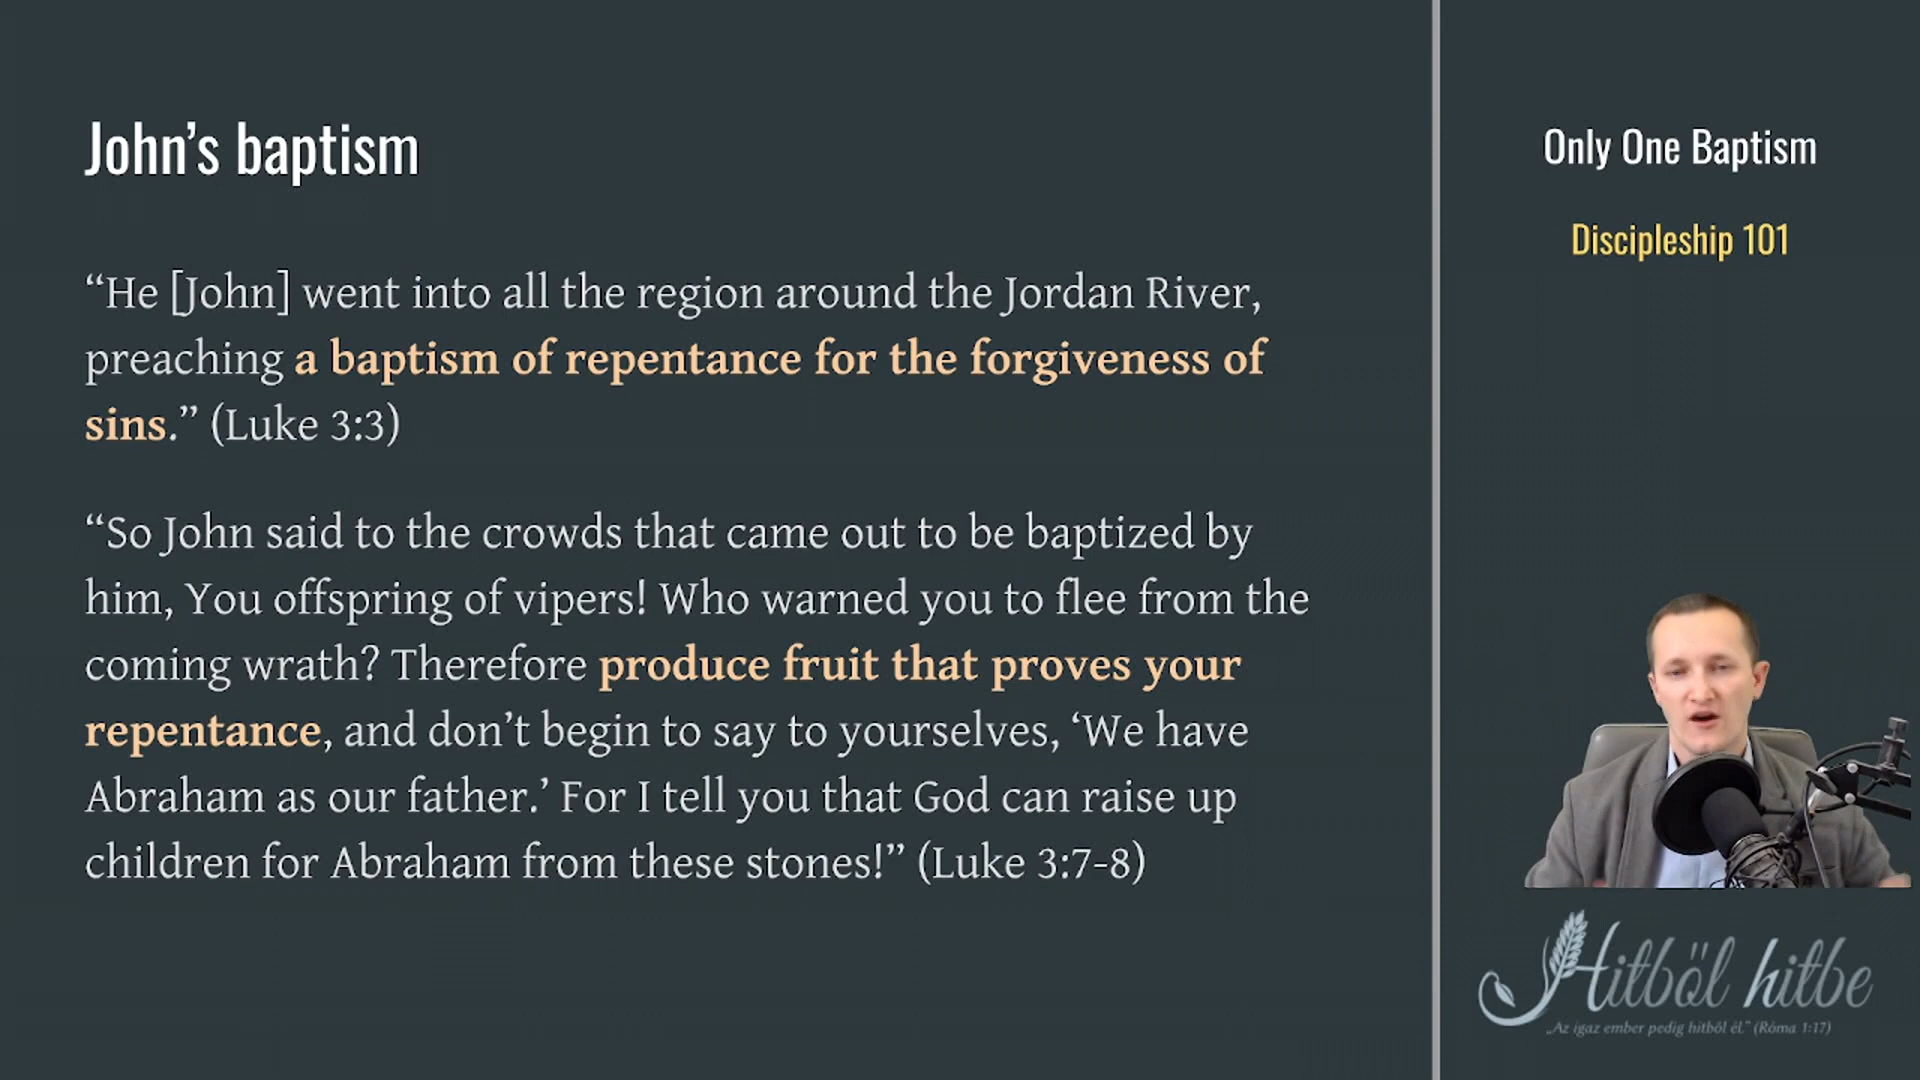 John’s baptism
“He [John] went into all the region around the Jordan River,
preaching a baptism of repentance for the forgiveness of
sins.” (Luke 3:3)
“So John said to the crowds that came out to be baptized by
him, You offspring of vipers! Who warned you to flee from the
coming wrath? Therefore produce fruit that proves your
repentance, and don’t begin to say to yourselves, ‘We have
Abraham as our father.’ For I tell you that God can raise up
children for Abraham from these stones!” (Luke 3:7-8)
Only One Baptism
Discipleship 101
Hitből hitbe
„Az igaz ember pedig hitből él.” (Róma 1:17)